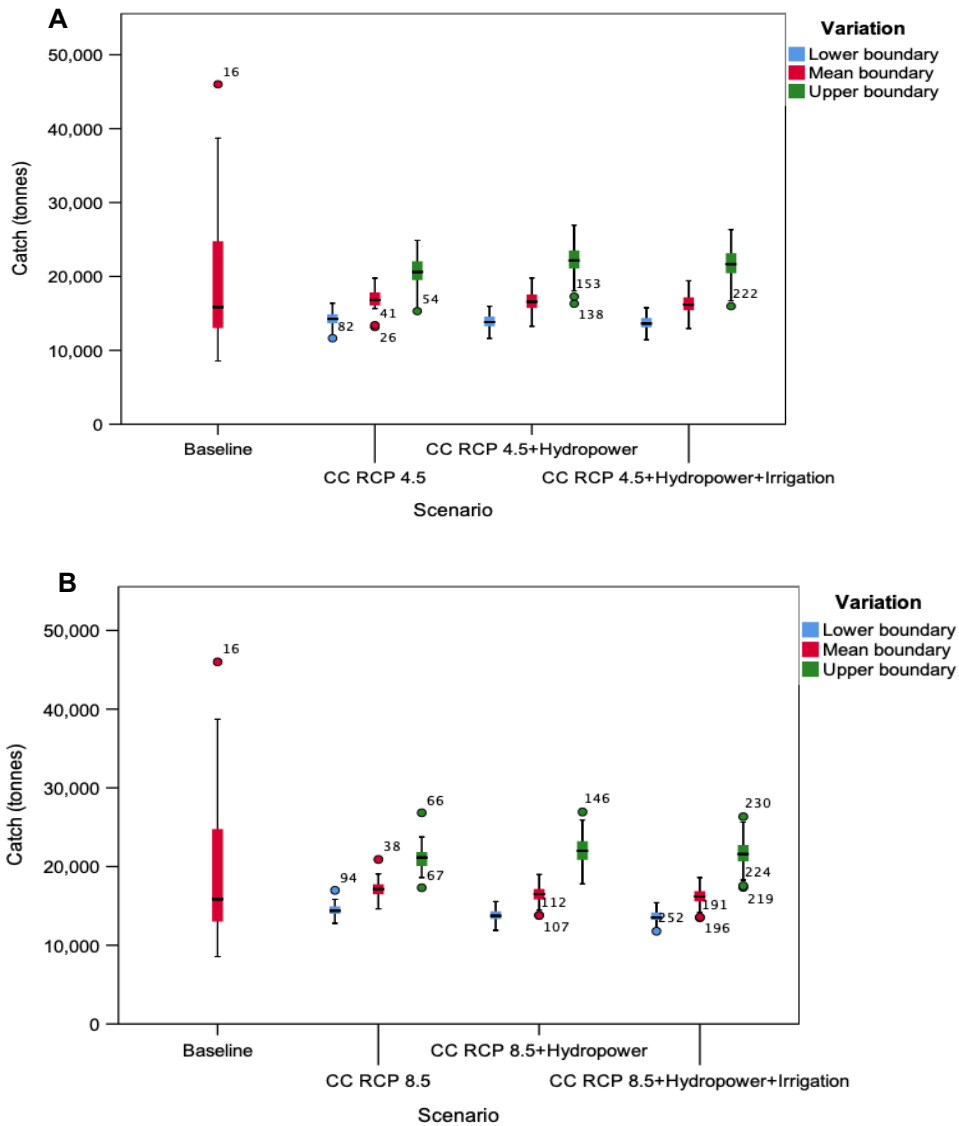 A
Variation
Lower boundary
Mean boundary
Upper boundary
50,000
40,000
30,000
20,000
10,000
0
Catch (tonnes)
16
82
41
26
54
153
138
222
Baseline
CC RCP 4.5+Hydropower
CC RCP 4.5
CC RCP 4.5+Hydropower+Irrigation
Scenario
B
Variation
Lower boundary
Mean boundary
Upper boundary
50,000
40,000
30,000
20,000
10,000
0
Catch (tonnes)
16
94
38
66
67
112
107
146
252
191
196
230
224
219
Baseline
CC RCP 8.5+Hydropower
CC RCP 8.5
CC RCP 8.5+Hydropower+Irrigation
Scenario